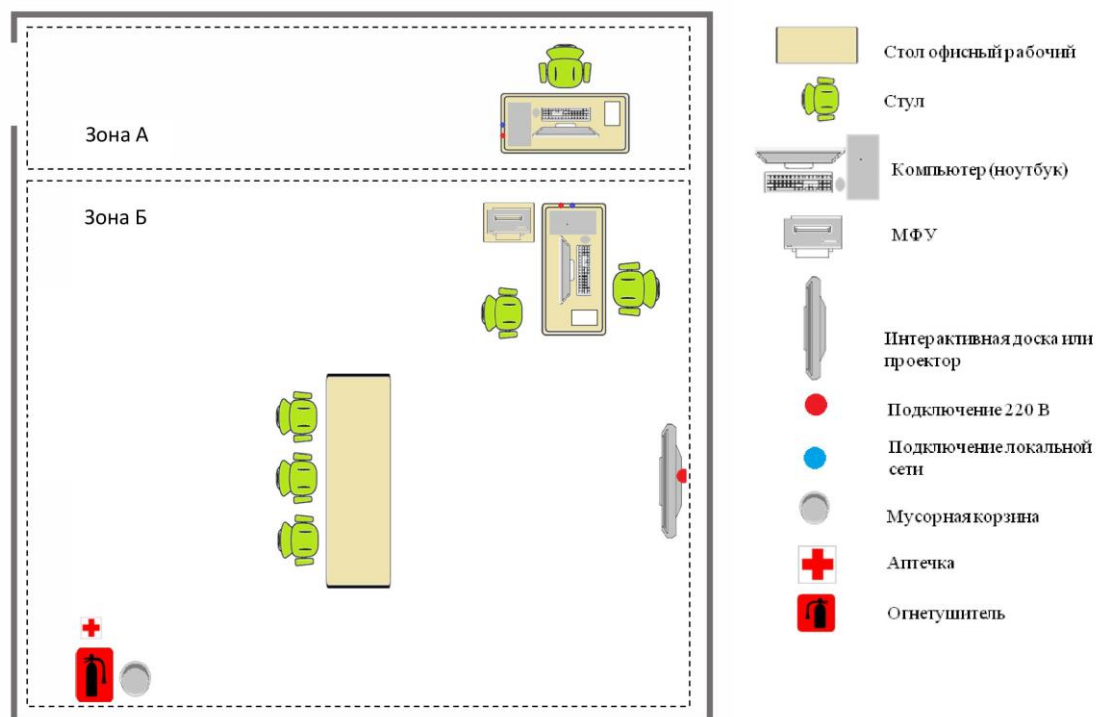 Зона А
Зона Б
Стол офисный рабочий
Стул
Компьютер (ноутбук)
МФУ
Интерактивная доска или
проектор
Подключение 220 В
Подключение локальной
сети
Мусорная корзина
Аптечка
Огнетушитель